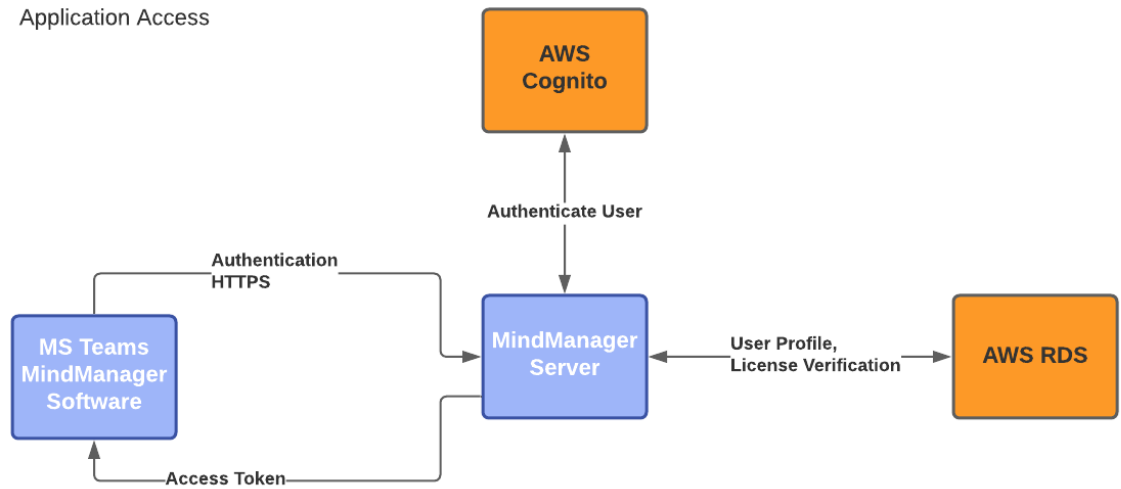 Application Access
AWS
Cognito
Authenticate User
Authentication
HTTPS
MS Teams
MindManager
Software
MindManager
Server
User Profile,
License Verification
AWS RDS
Access Token